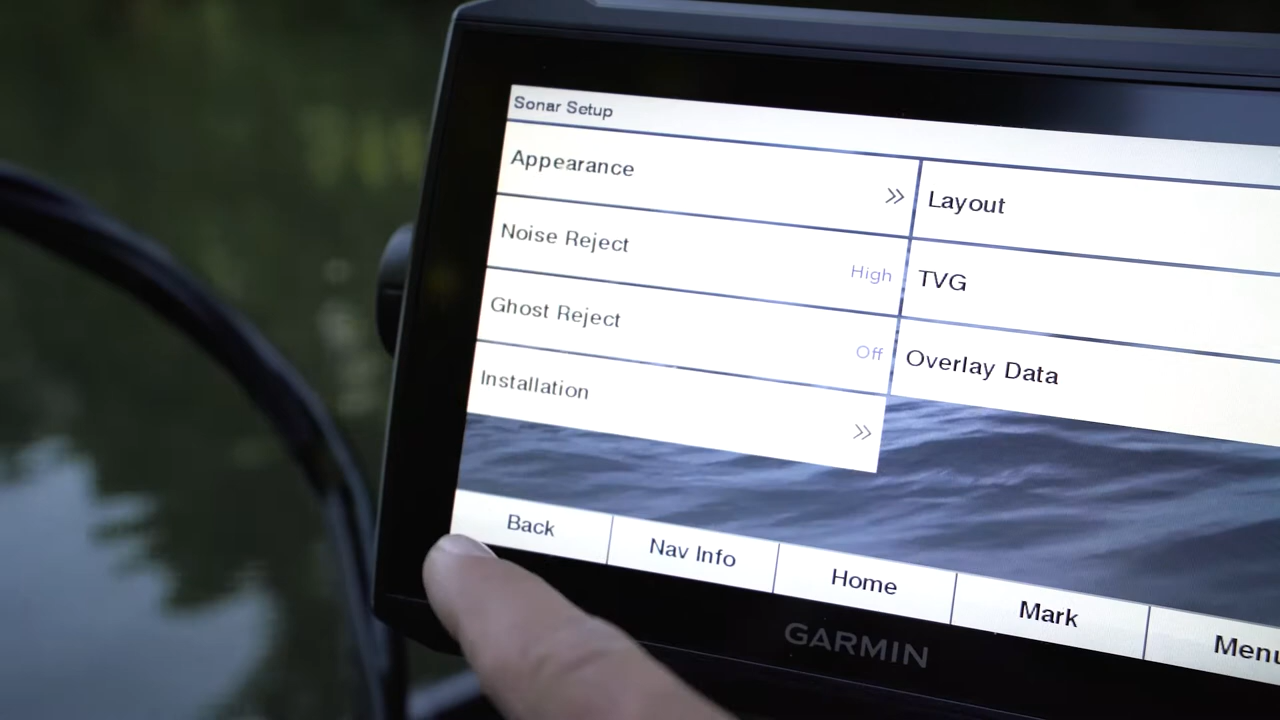 Sonar Setup
Appearance
Layout
Noise Reject
High
TVG
Ghost Reject
Off
Overlay Data
Installation
Back
Nav Info
Home
Mark
Menu
GARMIN